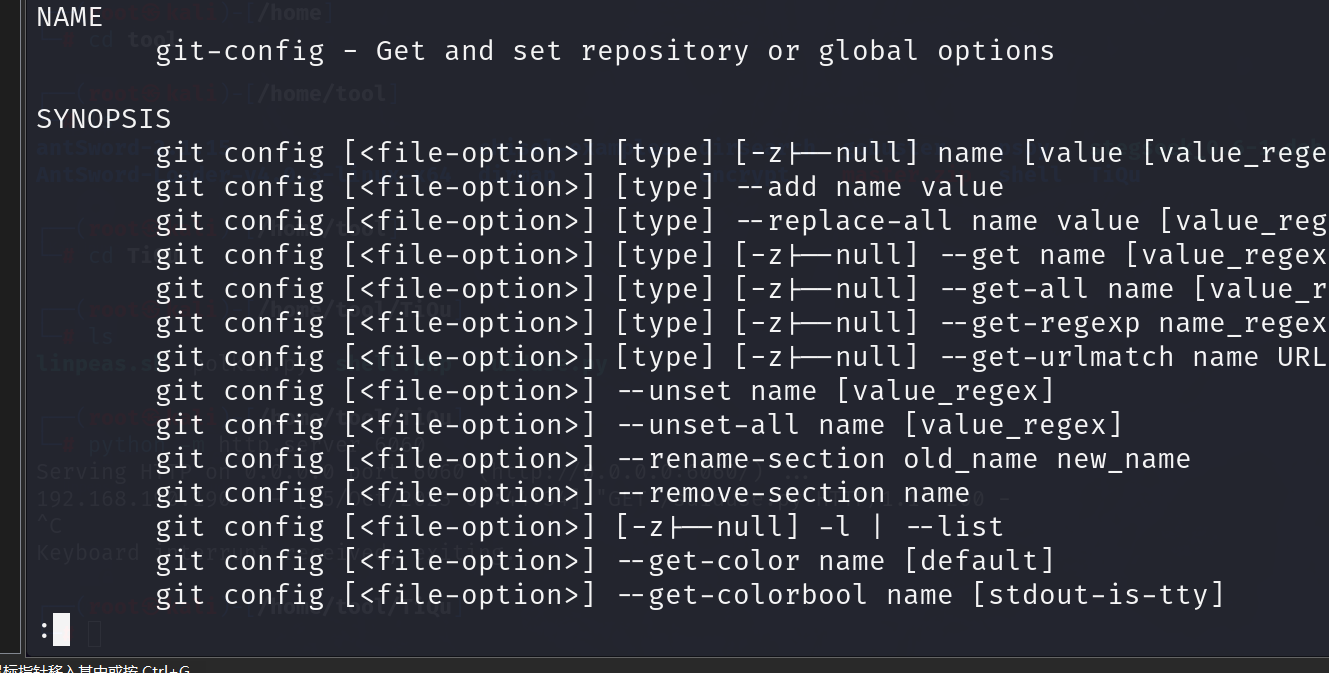 NAME
git-config - Get and set repository or global options
SYNOPSIS
git config [<file-option>] [type] [-z|--null] name [value [value_rege
git config [<file-option>] [type] --add name value
git config [<file-option>] [type] --replace-all name value [value_reg
git config [<file-option>] [type] [-z|--null] --get name [value_regex
git config [<file-option>] [type] [-z|--null] --get-all name [value_r
git config [<file-option>] [type] [-z|--null] --get-regexp name_regex
git config [<file-option>] [type] [-z|--null] --get-urlmatch name URL
git config [<file-option>] --unset name [value_regex]
git config [<file-option>] --unset-all name [value_regex]
git config [<file-option>] --rename-section old_name new_name
git config [<file-option>] --remove-section name
git config [<file-option>] [-z|--null] -l | --list
git config [<file-option>] --get-color name [default]
git config [<file-option>] --get-colorbool name [stdout-is-tty]
:
标指针移入其中或按 Ctrl+G